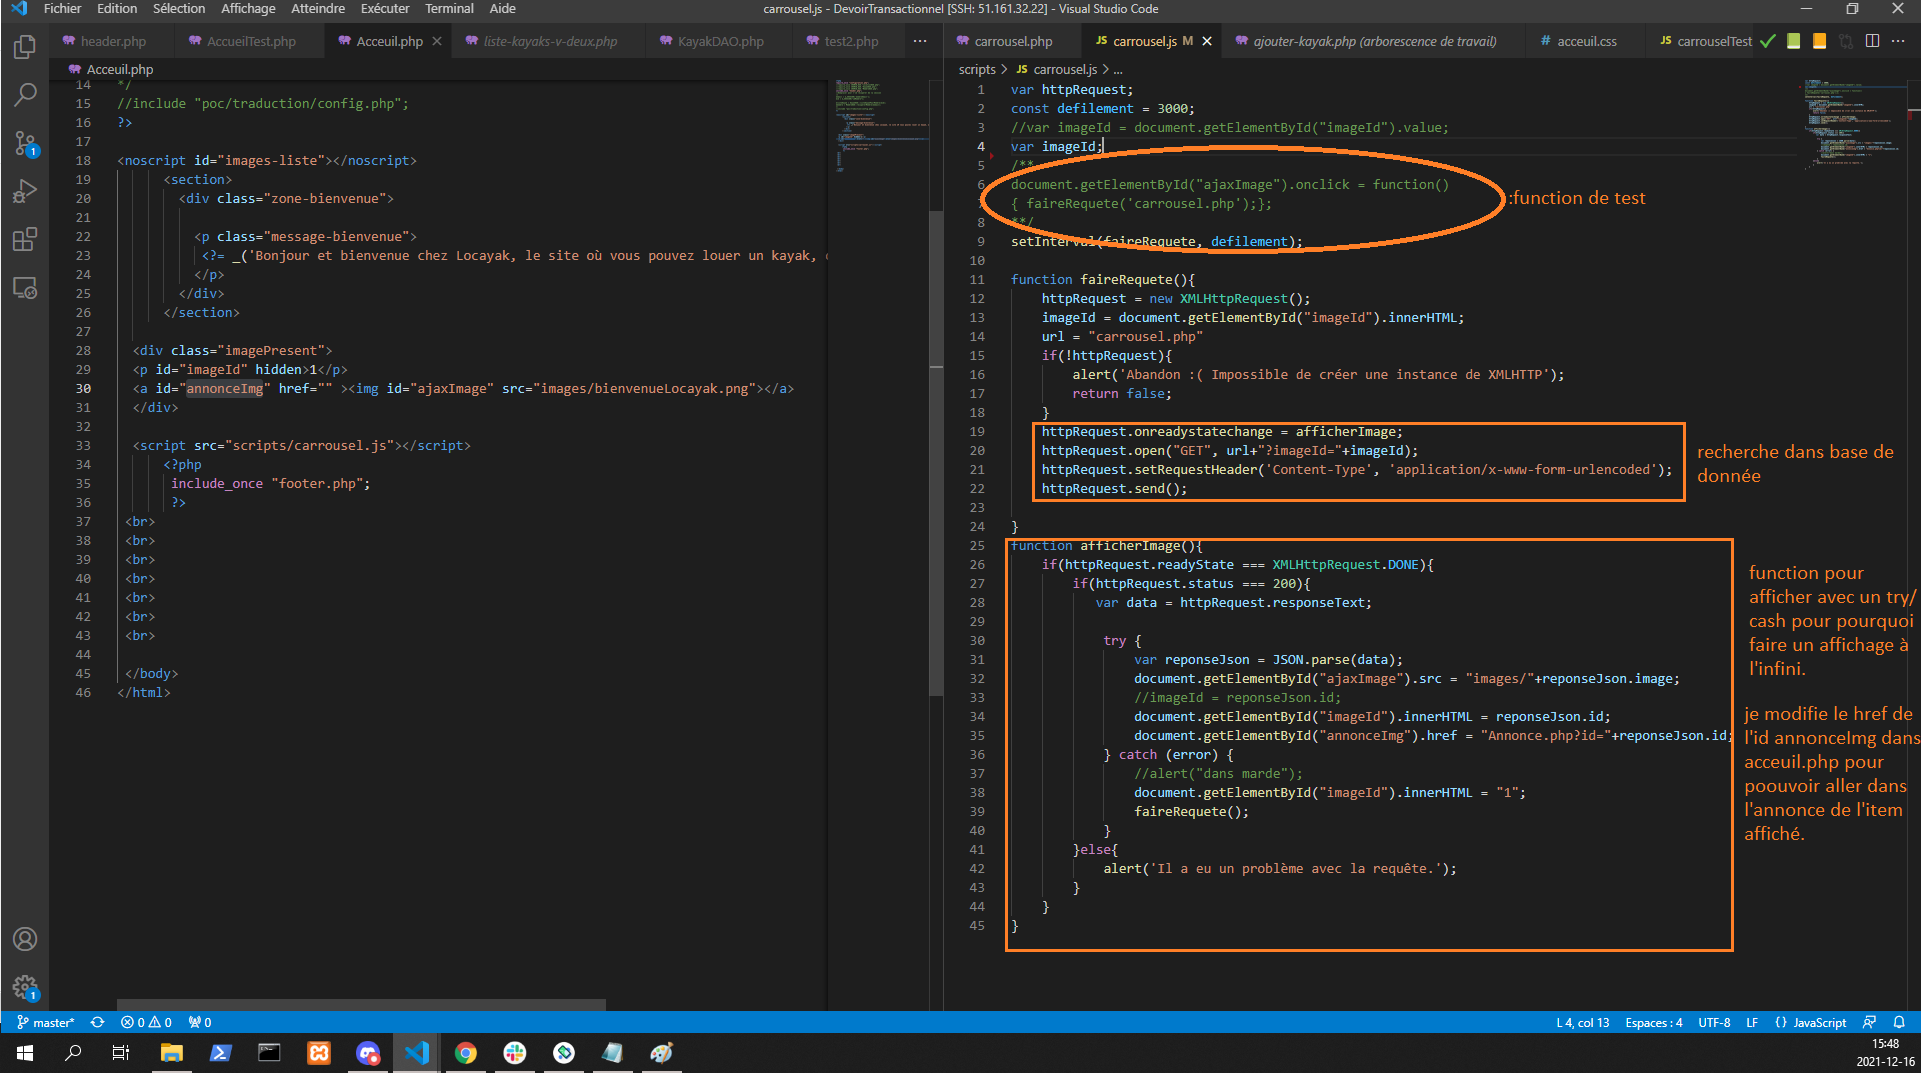 Fichier Edition Sélection Affichage Atteindre Exécuter Terminal Aide
carrousel.js - DevoirTransactionnel [SSH: 51.161.32.22] - Visual Studio Code
header.php AccueilTest.php Acceuil.php liste-kayaks-v-deux.php KayakDAO.php test2.php
Acceuil.php
14 */
15 //include "poc/traduction/config.php";
16 ?>
17
18 <noscript id="images-liste"></noscript>
19 <section>
20 <div class="zone-bienvenue">
21
22 <p class="message-bienvenue">
23 <?= _('Bonjour et bienvenue chez Locayak, le site où vous pouvez louer un kayak,
24 </p>
25 </div>
26 </section>
27
28 <div class="imagePresent">
29 <p id="imageId" hidden>1</p>
30 <a id="annonceImg" href="" ><img id="ajaxImage" src="images/bienvenueLocayak.png"></a>
31 </div>
32
33 <script src="scripts/carrousel.js"></script>
34 <?php
35 include_once "footer.php";
36 ?>
37 <br>
38 <br>
39 <br>
40 <br>
41 <br>
42 <br>
43 <br>
44
45 </body>
46 </html>
carrousel.php JS carrousel.js M ajouter-kayak.php (arborescence de travail) # acceuil.css JS carrouselTest
scripts > JS carrousel.js > ...
1 var httpRequest;
2 const defilement = 3000;
3 //var imageId = document.getElementById("imageId").value;
4 var imageId;
5 /**
6 document.getElementById("ajaxImage").onclick = function()
7 { faireRequete('carrousel.php');};
8 **/
9 setInterval(faireRequete, defilement);
10
11 function faireRequete(){
12 httpRequest = new XMLHttpRequest();
13 imageId = document.getElementById("imageId").innerHTML;
14 url = "carrousel.php"
15 if(!httpRequest){
16 alert('Abandon :( Impossible de créer une instance de XMLHTTP');
17 return false;
18 }
19 httpRequest.onreadystatechange = afficherImage;
20 httpRequest.open("GET", url+"?imageId="+imageId);
21 httpRequest.setRequestHeader('Content-Type', 'application/x-www-form-urlencoded');
22 httpRequest.send();
23
24 }
25 function afficherImage(){
26 if(httpRequest.readyState === XMLHttpRequest.DONE){
27 if(httpRequest.status === 200){
28 var data = httpRequest.responseText;
29
30 try {
31 var reponseJson = JSON.parse(data);
32 document.getElementById("ajaxImage").src = "images/"+reponseJson.image;
33 //imageId = reponseJson.id;
34 document.getElementById("imageId").innerHTML = reponseJson.id;
35 document.getElementById("annonceImg").href = "Annonce.php?id="+reponseJson.id;
36 } catch (error) {
37 //alert("dans marde");
38 document.getElementById("imageId").innerHTML = "1";
39 faireRequete();
40 }
41 }else{
42 alert('Il a eu un problème avec la requête.');
43 }
44 }
45 }
:function de test
recherche dans base de
donnée
function pour
afficher avec un try/
cash pour pourquoi
faire un affichage à
l'infini.
je modifie le href de
l'id annonceImg dans
acceuil.php pour
poouvoir aller dans
l'annonce de l'item
affiché.
1
1
master* 0 0 0
L 4, col 13 Espaces : 4 UTF-8 LF {} JavaScript
15:48
2021-12-16